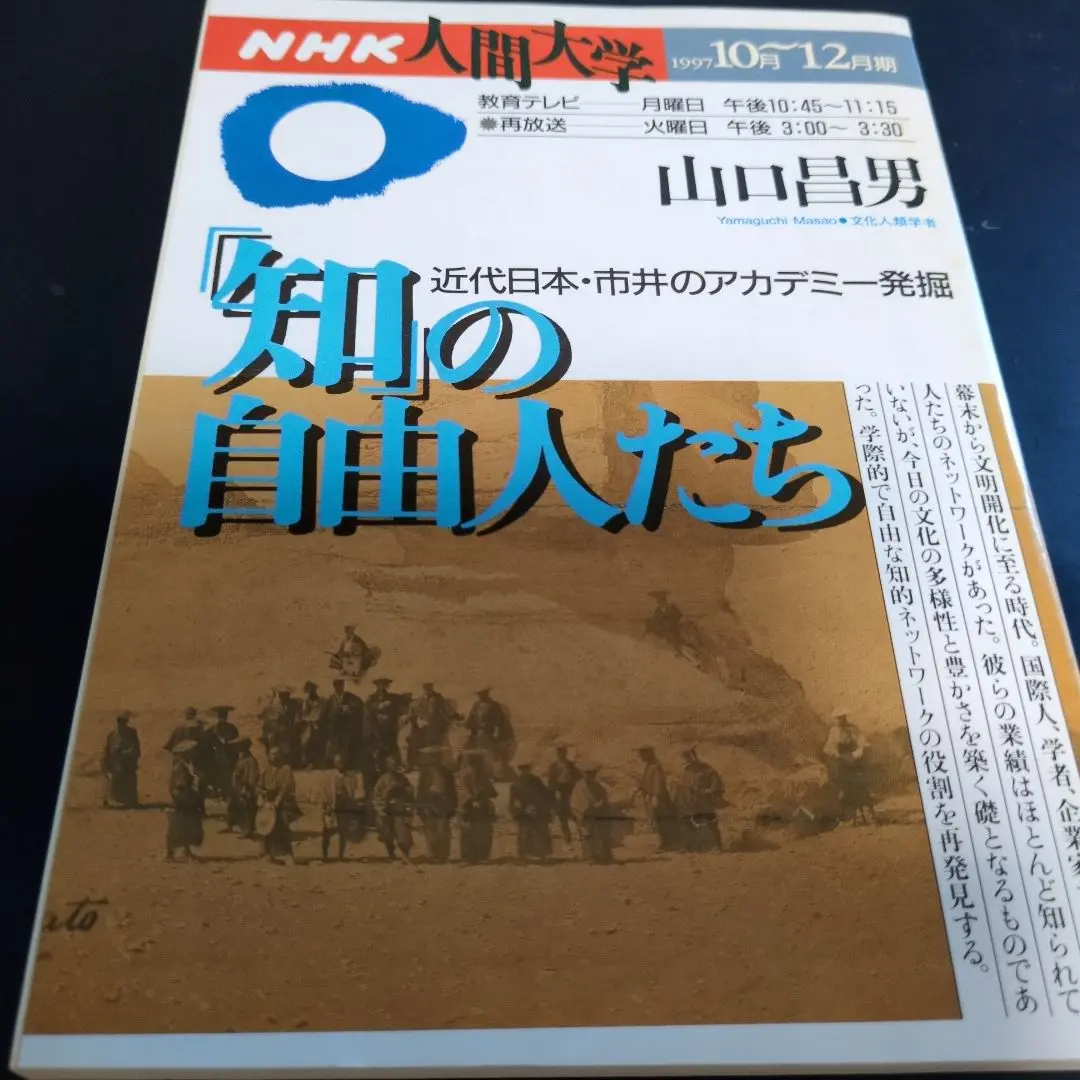 NHK 人間大学 1997 10月〜12月期
教育テレビ 月曜日 午後10:45〜11:15
✹再放送 火曜日 午後 3:00〜 3:30
山口昌男
Yamaguchi Masao●文化人類学者
近代日本・市井のアカデミー発掘
「知」の
自由人たち
幕末から文明開化に至る時代。国際人、学者、企業家、
人たちのネットワークがあった。彼らの業績はほとんど知られて
いないが、今日の文化の多様性と豊かさを築く礎となるものであ
った。学際的で自由な知的ネットワークの役割を再発見する。
ato